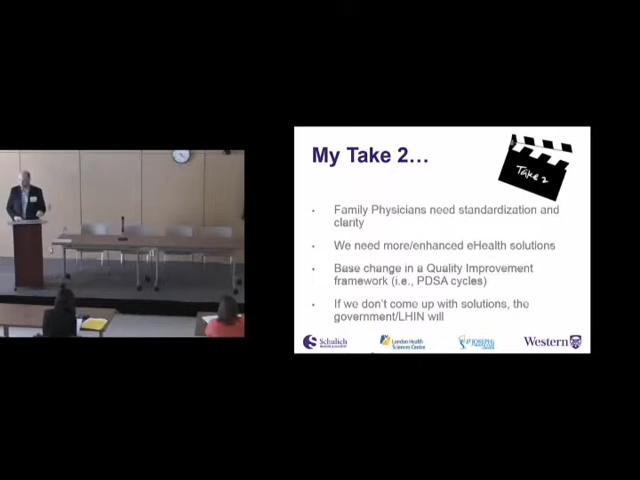 My Take 2...
Take 2
Family Physicians need standardization and
clarity
We need more/enhanced eHealth solutions
Base change in a Quality Improvement
framework (i.e., PDSA cycles)
If we don't come up with solutions, the
government/LHIN will
Schulich
London Health
Sciences Centre
St Joseph's
Western